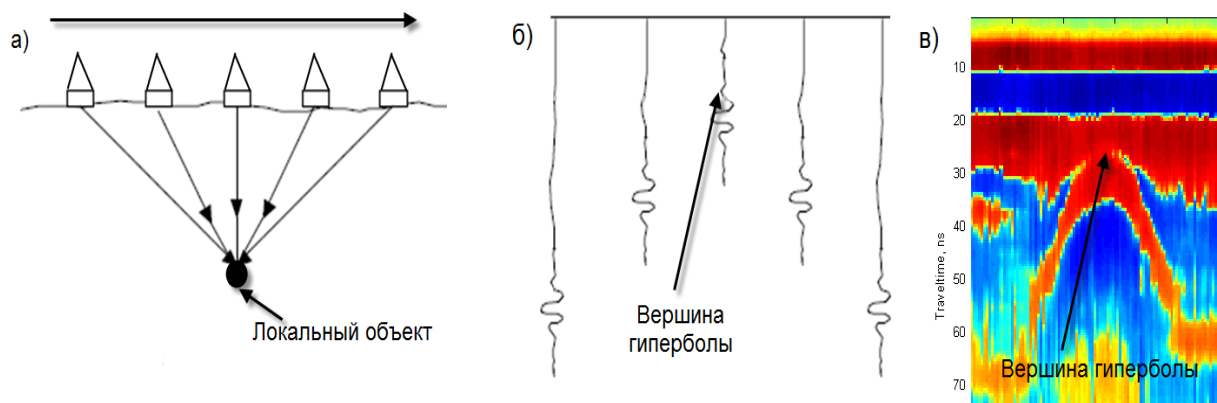 а)
Локальный объект
б)
Вершина
гиперболы
в)
10
20
30
40
50
60
70
Traveltime, ns
Вершина гиперболы